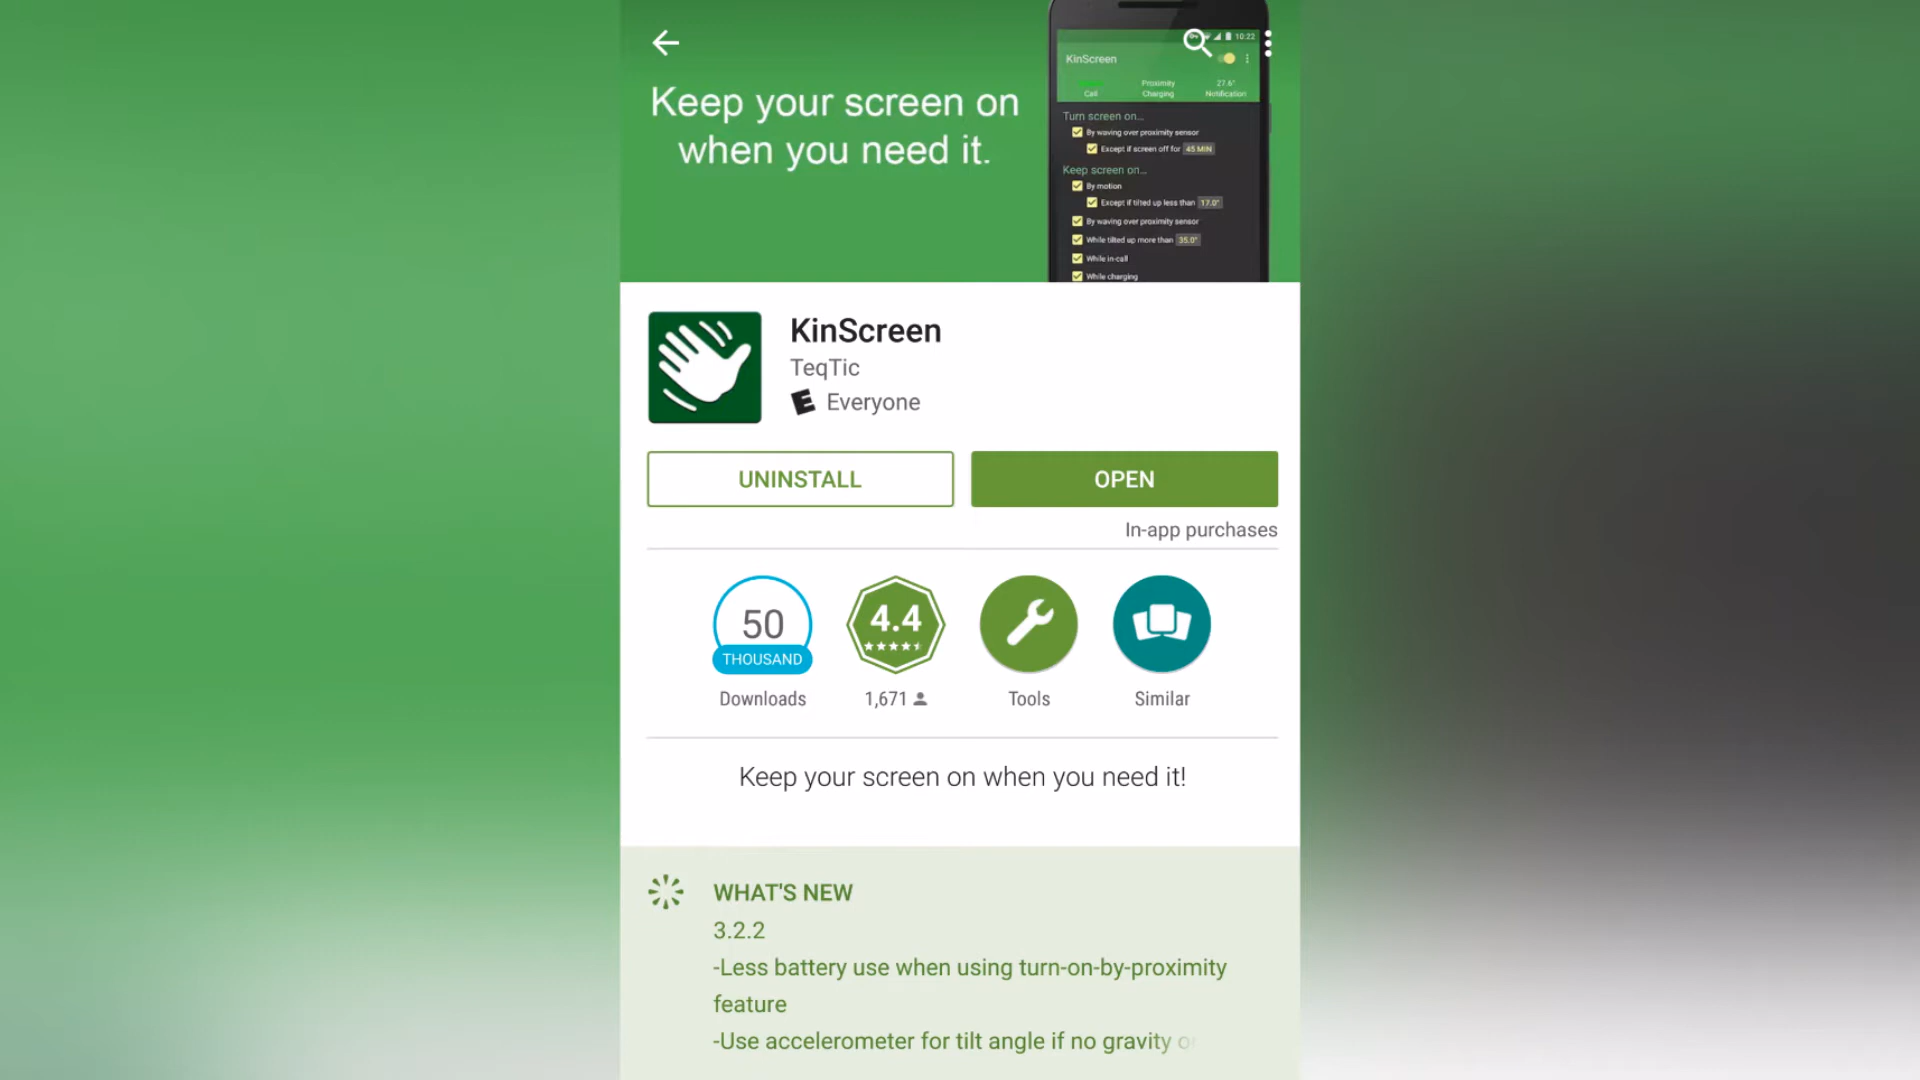 10:22
Keep your screen on
when you need it.
KinScreen
Call
Proximity
Charging
27.6°
Notification
Turn screen on...
By waving over proximity sensor
Except if screen off for 45 MIN
Keep screen on...
By motion
Except if tilted up less than 17.0°
By waving over proximity sensor
While tilted up more than 35.0°
While in-call
While charging
KinScreen
TeqTic
E Everyone
UNINSTALL
OPEN
In-app purchases
50
THOUSAND
Downloads
4.4
1,671
Tools
Similar
Keep your screen on when you need it!
WHAT'S NEW
3.2.2
-Less battery use when using turn-on-by-proximity
feature
-Use accelerometer for tilt angle if no gravity or